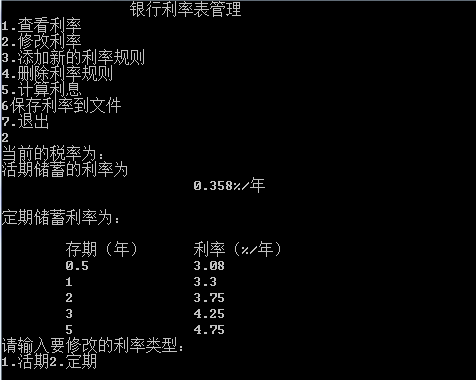 银行利率表管理
1.查看利率
2.修改利率
3.添加新的利率规则
4.删除利率规则
5.计算利息
6保存利率到文件
7.退出
2
当前的税率为:
活期储蓄的利率为
0.358%/年
定期储蓄利率为:
存期（年） 利率（%/年）
0.5 3.08
1 3.3
2 3.75
3 4.25
5 4.75
请输入要修改的利率类型:
1.活期2.定期